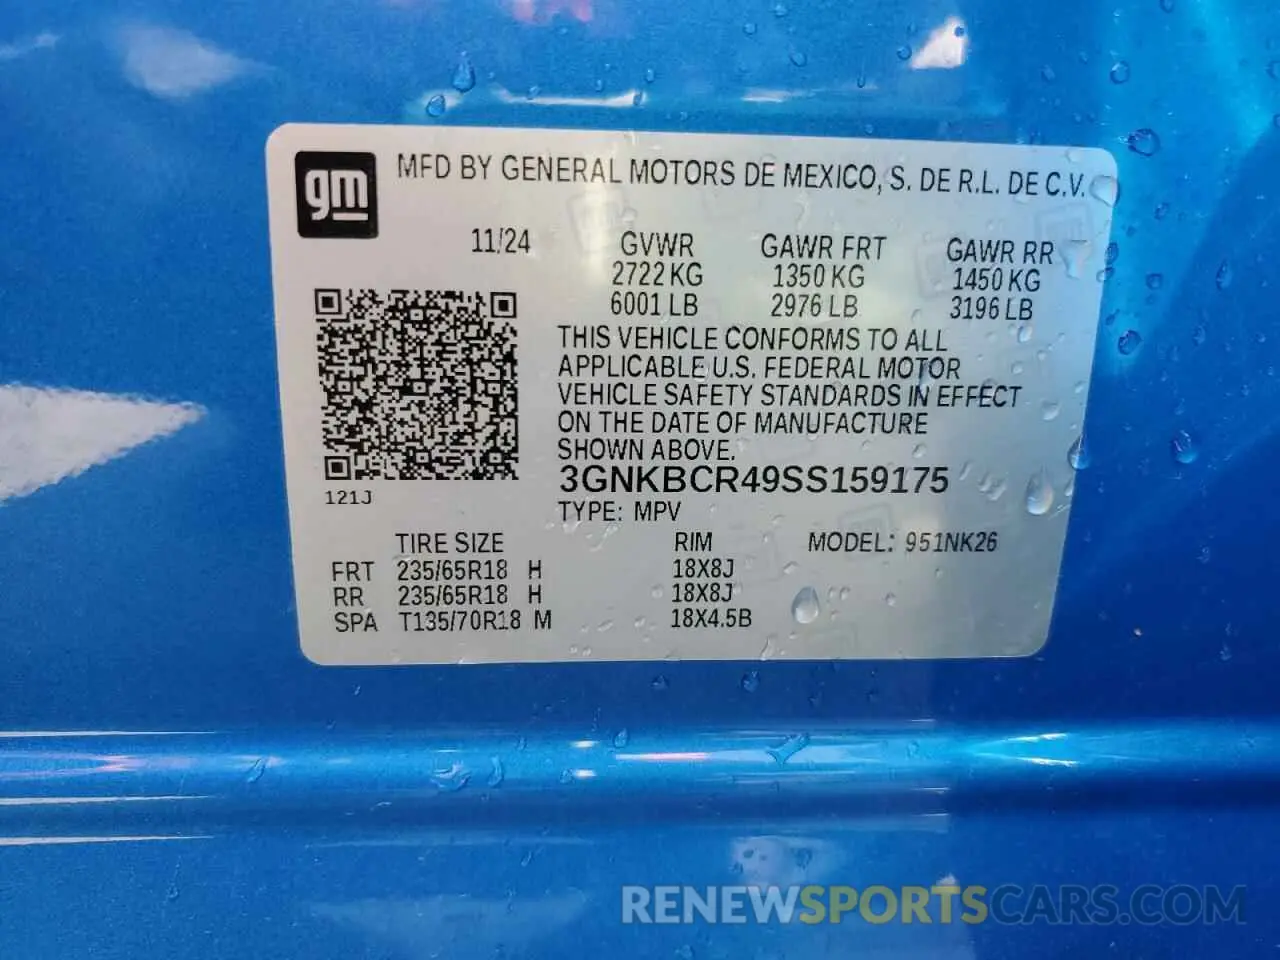 gm
MFD BY GENERAL MOTORS DE MEXICO, S. DE R.L. DE C.V.
11/24 GVWR GAWR FRT GAWR RR
2722 KG 1350 KG 1450 KG
6001 LB 2976 LB 3196 LB
THIS VEHICLE CONFORMS TO ALL
APPLICABLE U.S. FEDERAL MOTOR
VEHICLE SAFETY STANDARDS IN EFFECT
ON THE DATE OF MANUFACTURE
SHOWN ABOVE.
3GNKBCR49SS159175
121J
TYPE: MPV
TIRE SIZE RIM MODEL: 951NK26
FRT 235/65R18 H 18X8J
RR 235/65R18 H 18X8J
SPA T135/70R18 M 18X4.5B
RENEWSPORTSCARS.COM